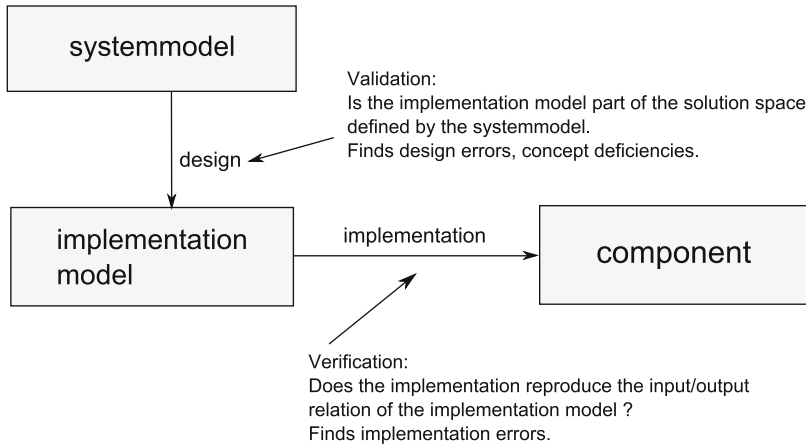 systemmodel
Validation:
Is the implementation model part of the solution space
defined by the systemmodel.
Finds design errors, concept deficiencies.
design
implementation
model
implementation
component
Verification:
Does the implementation reproduce the input/output
relation of the implementation model ?
Finds implementation errors.